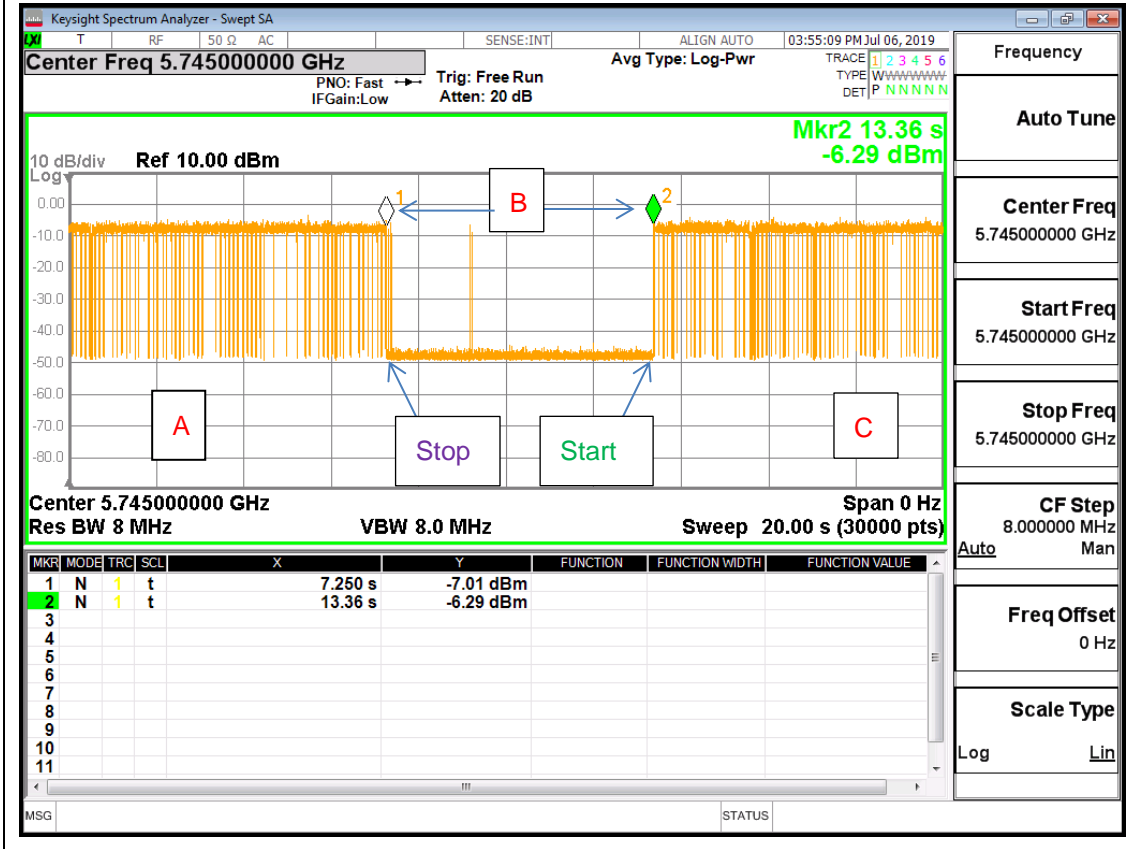 Keysight Spectrum Analyzer - Swept SA
LXI T RF 50 Ω AC SENSE:INT ALIGN AUTO 03:55:09 PM Jul 06, 2019
Center Freq 5.745000000 GHz
PNO: Fast
IFGain:Low
Trig: Free Run
Atten: 20 dB
Avg Type: Log-Pwr
TRACE 1 2 3 4 5 6
TYPE WWWWWW
DET P N N N N N
Mkr2 13.36 s
-6.29 dBm
10 dB/div Ref 10.00 dBm
Log
0.00
-10.0
-20.0
-30.0
-40.0
-50.0
-60.0
-70.0
-80.0
1
B
2
A
Stop
Start
C
Center 5.745000000 GHz Span 0 Hz
Res BW 8 MHz VBW 8.0 MHz Sweep 20.00 s (30000 pts)
MKR MODE TRC SCL X Y FUNCTION FUNCTION WIDTH FUNCTION VALUE
1 N 1 t 7.250 s -7.01 dBm
2 N 1 t 13.36 s -6.29 dBm
3
4
5
6
7
8
9
10
11
MSG STATUS
Frequency
Auto Tune
Center Freq
5.745000000 GHz
Start Freq
5.745000000 GHz
Stop Freq
5.745000000 GHz
CF Step
8.000000 MHz
Auto Man
Freq Offset
0 Hz
Scale Type
Log Lin